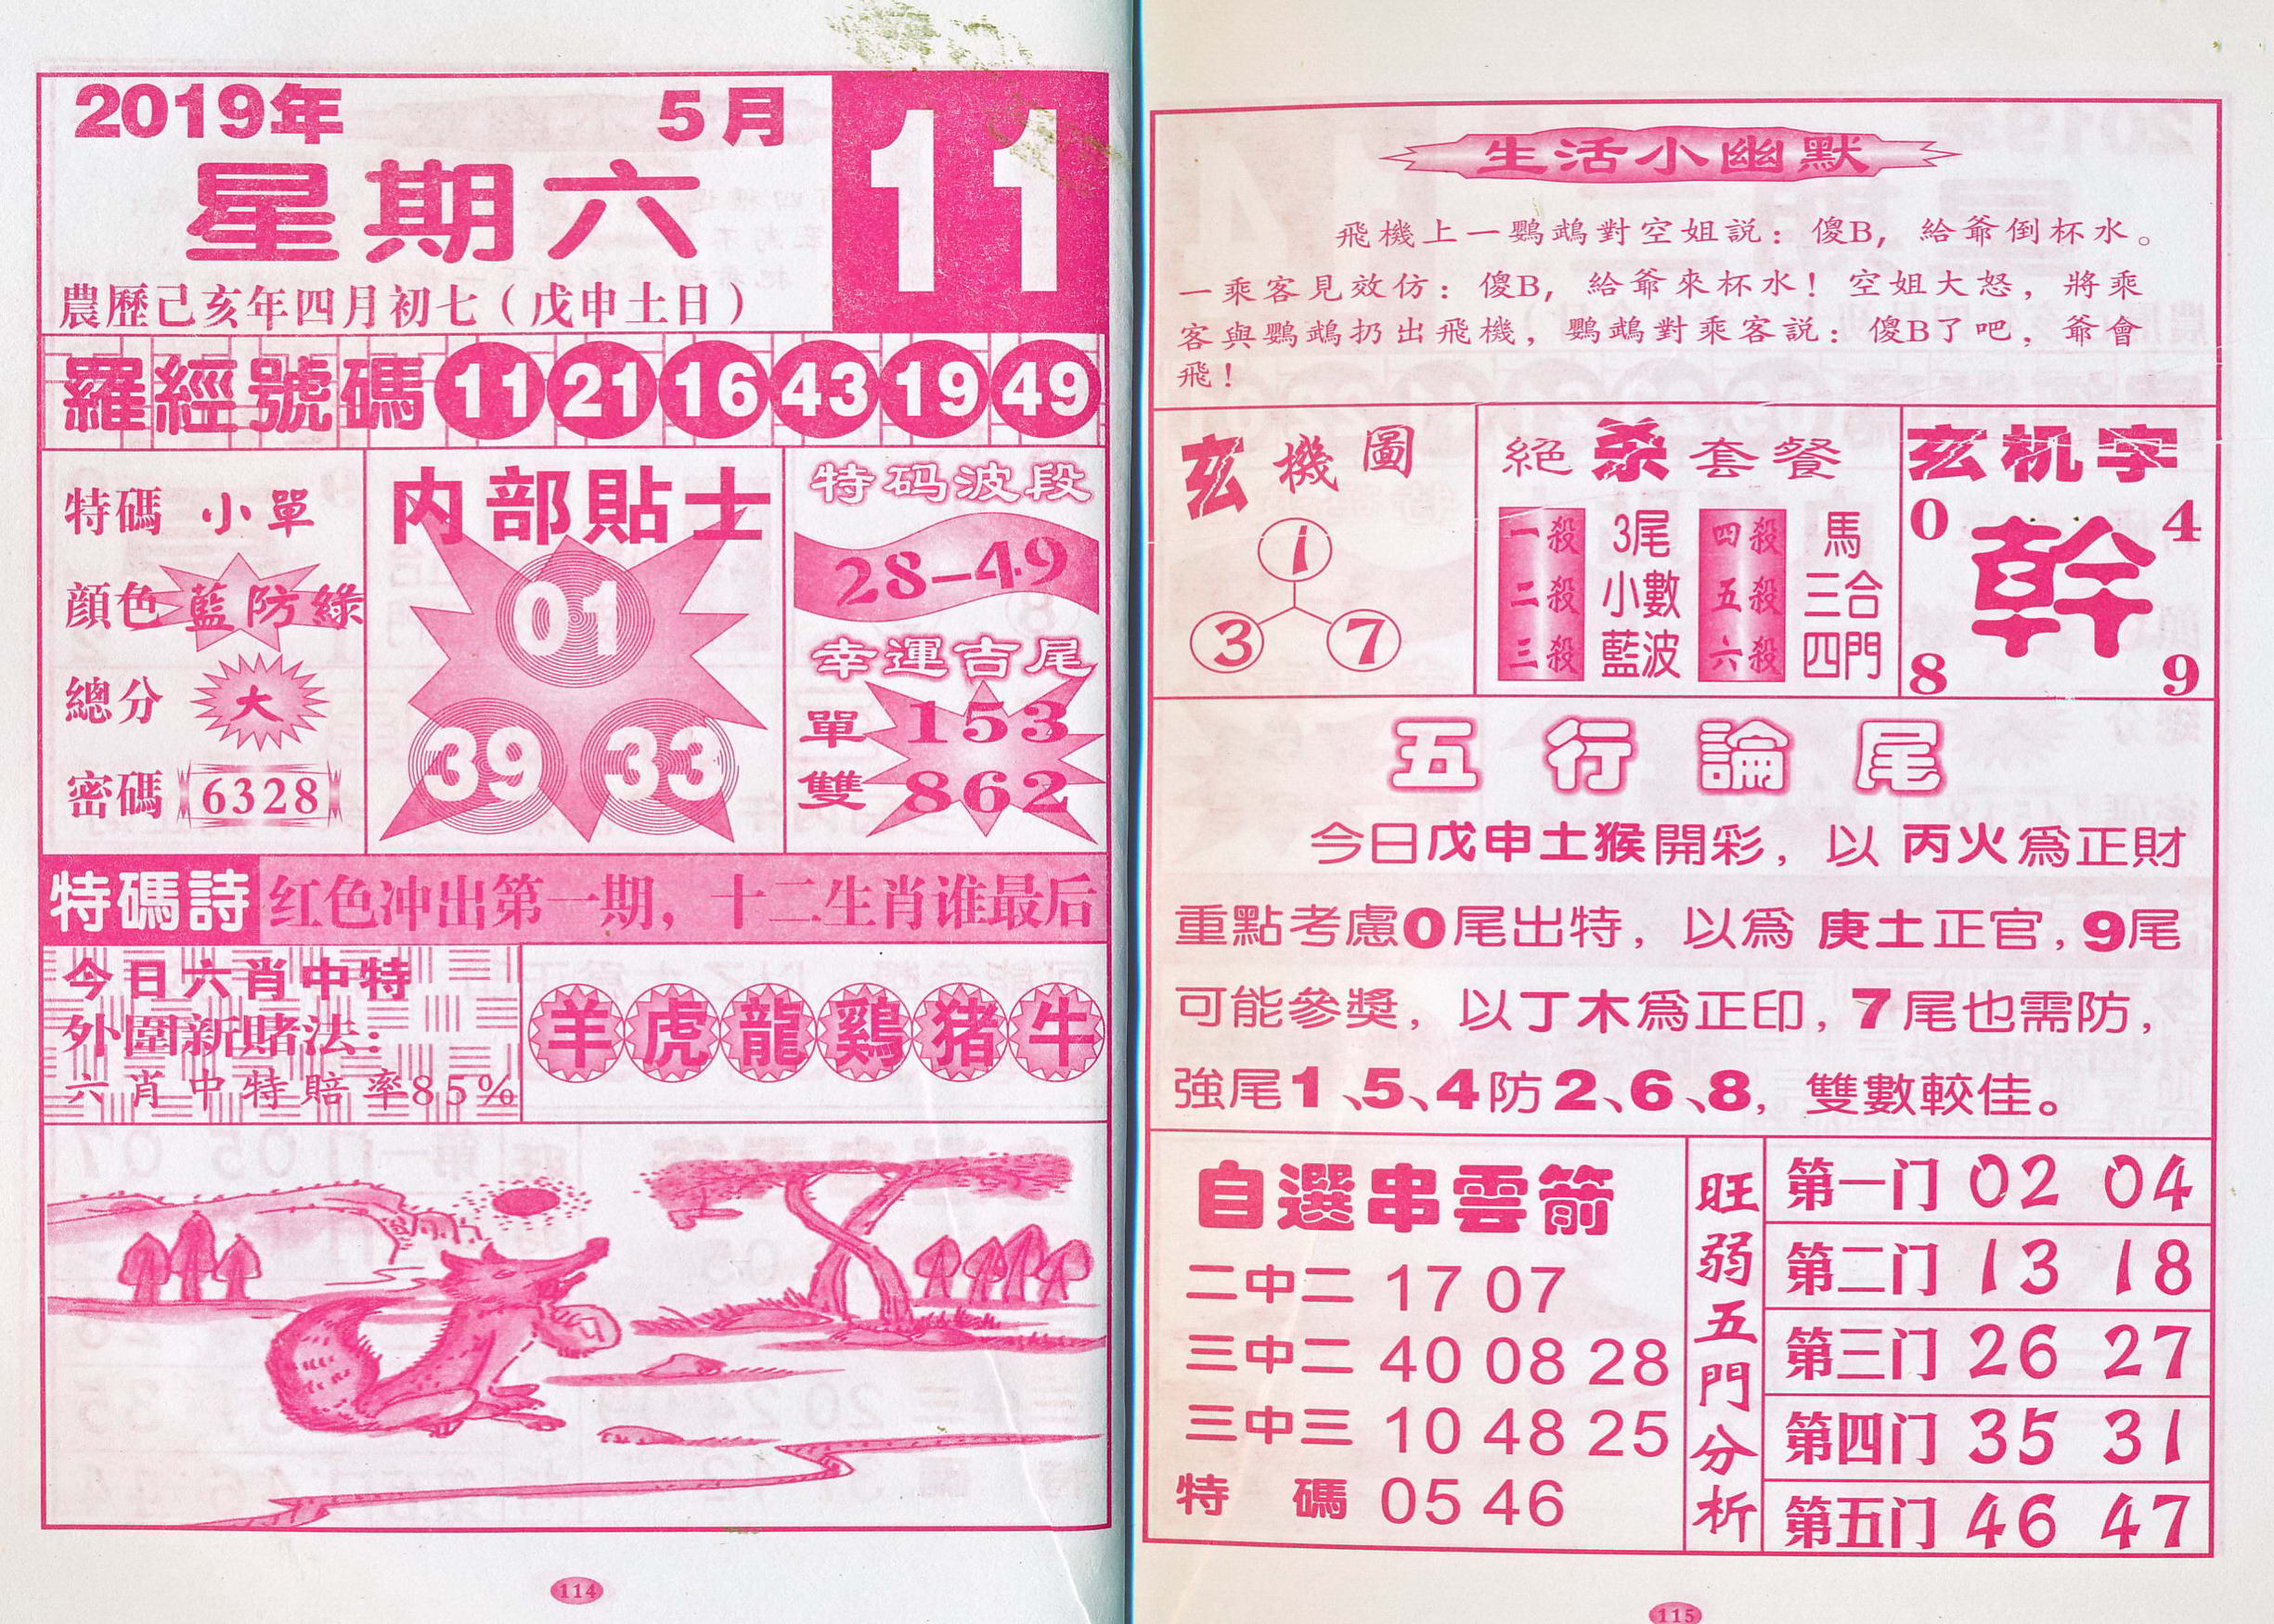 2019年 5月 11
星期六
農歷己亥年四月初七（戊申土日）
羅經號碼 11 21 16 43 19 49
特碼 小單
顔色 藍防綠
總分 大
密碼 6328
内部貼士
01
39 33
特码波段
28-49
幸運吉尾
單 153
雙 862
特碼詩 红色冲出第一期，十二生肖谁最后
今日六肖中特
外圍新賭法：
六肖中特賠率85%
羊 虎 龍 鷄 猪 牛
114
生活小幽默
飛機上一鸚鵡對空姐説：傻B，給爺倒杯水。
一乘客見效仿：傻B，給爺來杯水！空姐大怒，將乘
客與鸚鵡扔出飛機，鸚鵡對乘客説：傻B了吧，爺會
飛！
玄機圖
1
3 7
絕杀套餐
一殺 3尾 四殺 馬
二殺 小數 五殺 三合
三殺 藍波 六殺 四門
玄机字
0 4
幹
8 9
五行論尾
今日戊申土猴開彩，以丙火爲正財
重點考慮0尾出特，以爲庚土正官，9尾
可能參獎，以丁木爲正印，7尾也需防，
強尾1、5、4防2、6、8，雙數較佳。
自選串雲箭
二中二 17 07
三中二 40 08 28
三中三 10 48 25
特碼 05 46
旺弱五門分析
第一门 02 04
第二门 13 18
第三门 26 27
第四门 35 31
第五门 46 47
115